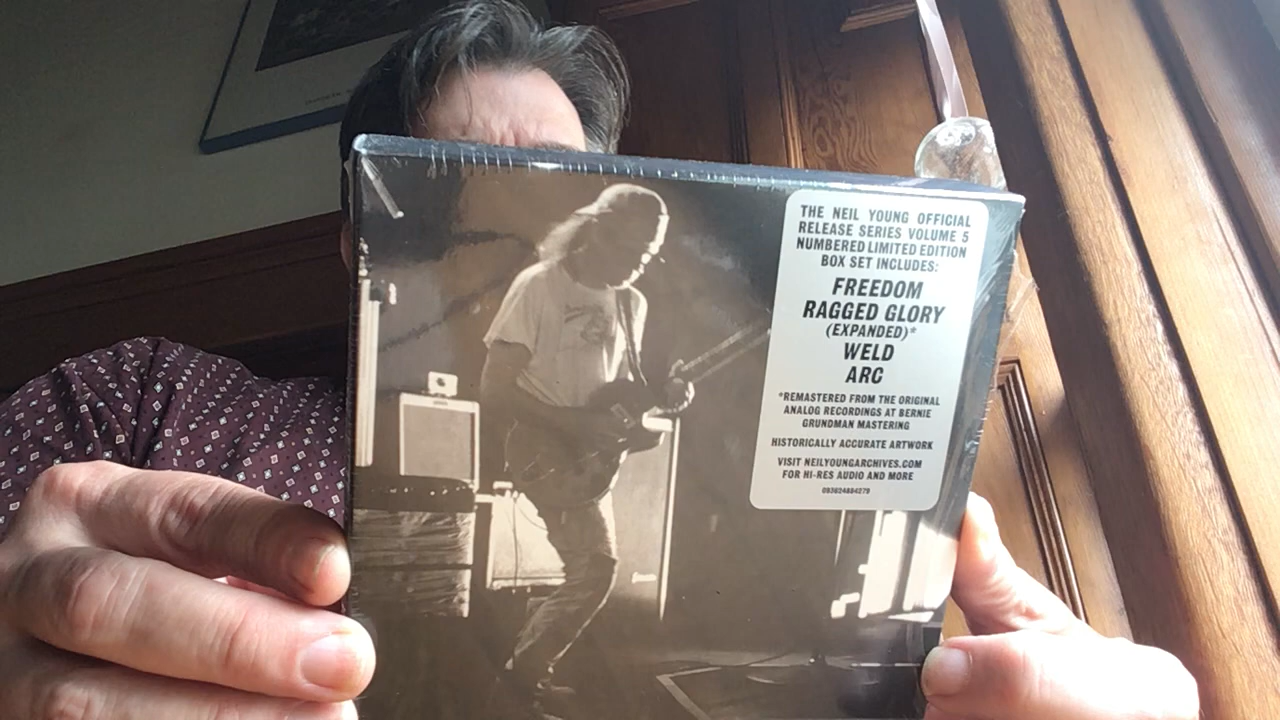 THE NEIL YOUNG OFFICIAL
RELEASE SERIES VOLUME 5
NUMBERED LIMITED EDITION
BOX SET INCLUDES:
FREEDOM
RAGGED GLORY
(EXPANDED)*
WELD
ARC
*REMASTERED FROM THE ORIGINAL
ANALOG RECORDINGS AT BERNIE
GRUNDMAN MASTERING
HISTORICALLY ACCURATE ARTWORK
VISIT NEILYOUNGARCHIVES.COM
FOR HI-RES AUDIO AND MORE